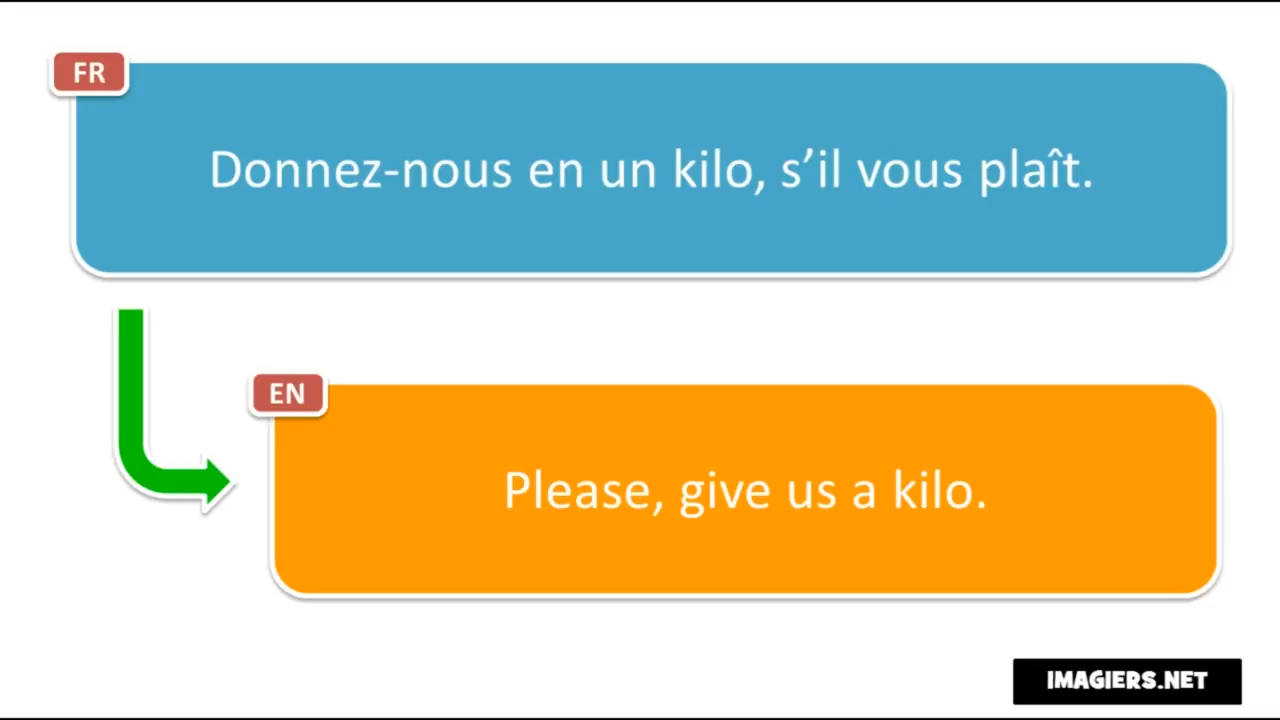 FR
Donnez-nous en un kilo, s’il vous plaît.
EN
Please, give us a kilo.
IMAGIERS.NET